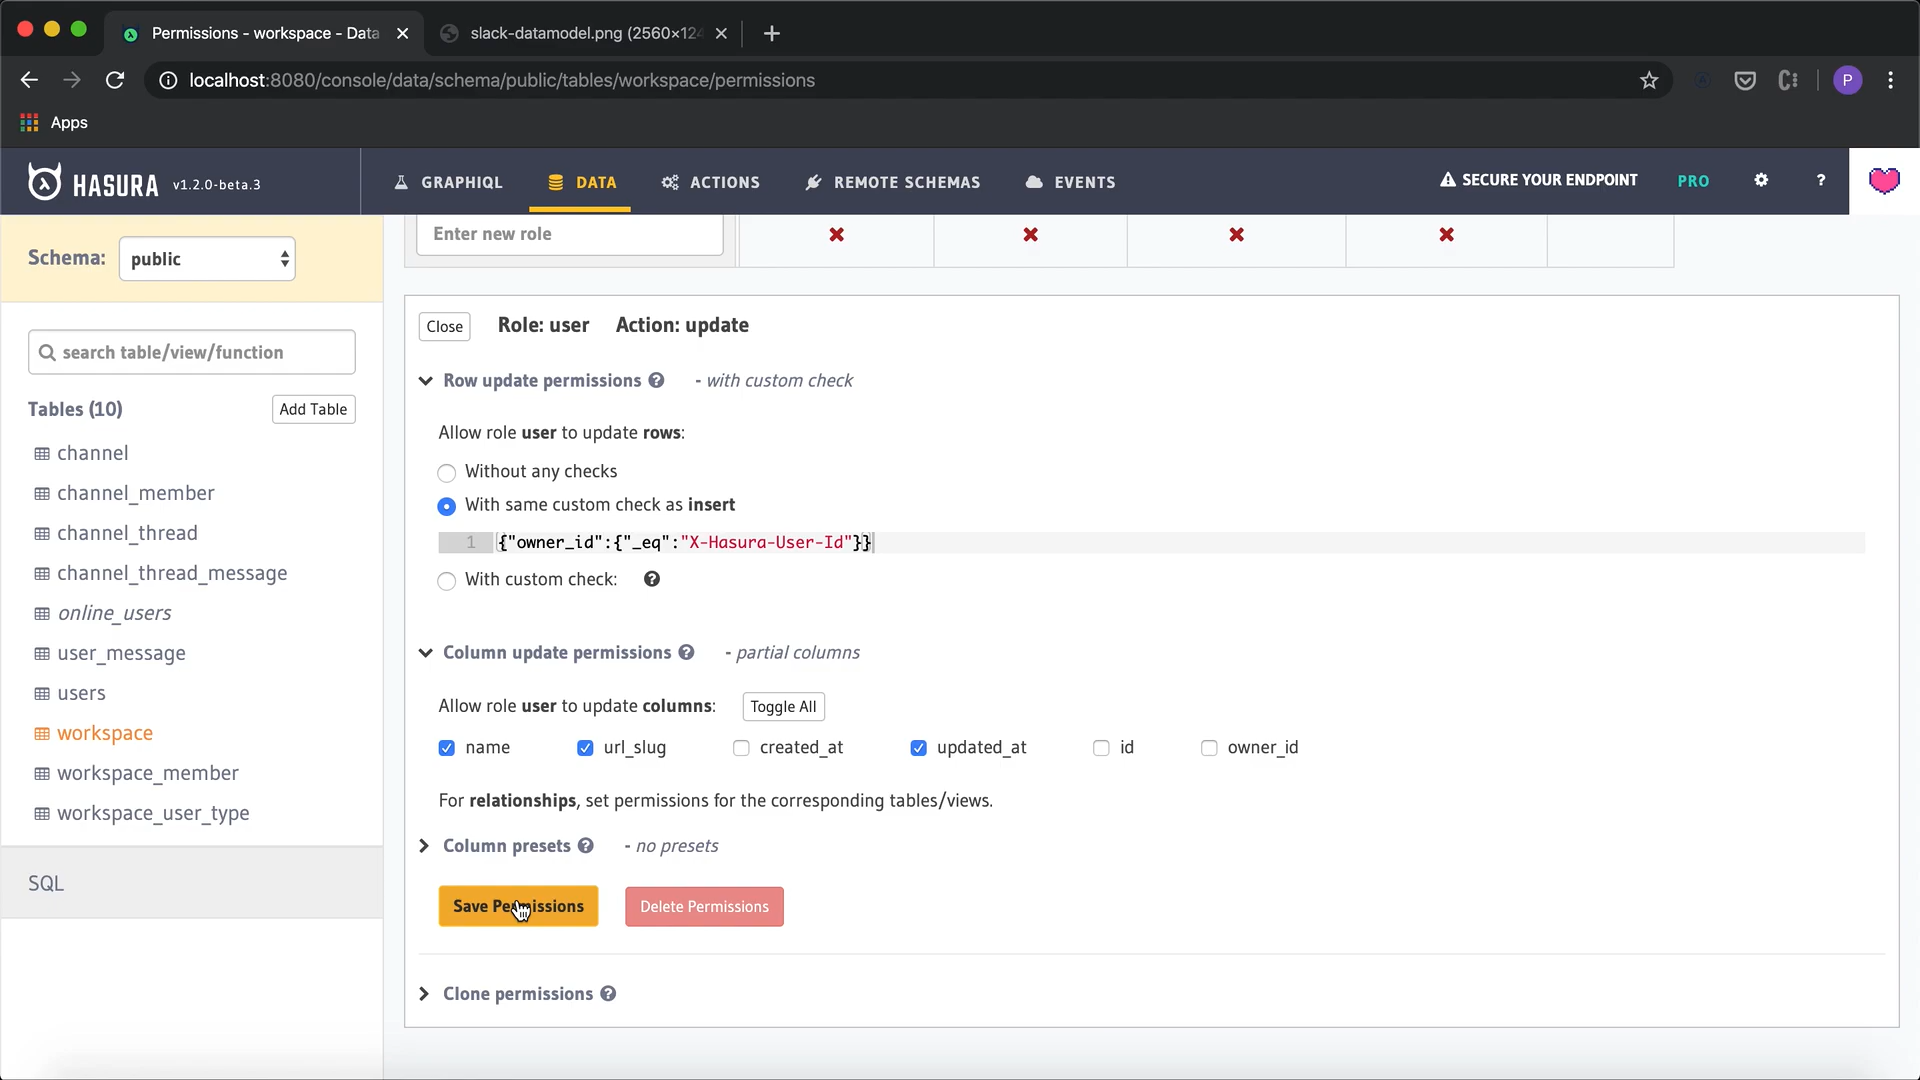 Permissions - workspace - Data
slack-datamodel.png (2560×124
localhost:8080/console/data/schema/public/tables/workspace/permissions
P
Apps
HASURA v1.2.0-beta.3
GRAPHIQL
DATA
ACTIONS
REMOTE SCHEMAS
EVENTS
SECURE YOUR ENDPOINT
PRO
?
Schema:
public
search table/view/function
Tables (10)
Add Table
channel
channel_member
channel_thread
channel_thread_message
online_users
user_message
users
workspace
workspace_member
workspace_user_type
SQL
Enter new role
Close
Role: user
Action: update
Row update permissions ? - with custom check
Allow role user to update rows:
Without any checks
With same custom check as insert
1 {"owner_id":{"_eq":"X-Hasura-User-Id"}}
With custom check: ?
Column update permissions ? - partial columns
Allow role user to update columns:
Toggle All
name
url_slug
created_at
updated_at
id
owner_id
For relationships, set permissions for the corresponding tables/views.
Column presets ? - no presets
Save Permissions
Delete Permissions
Clone permissions ?